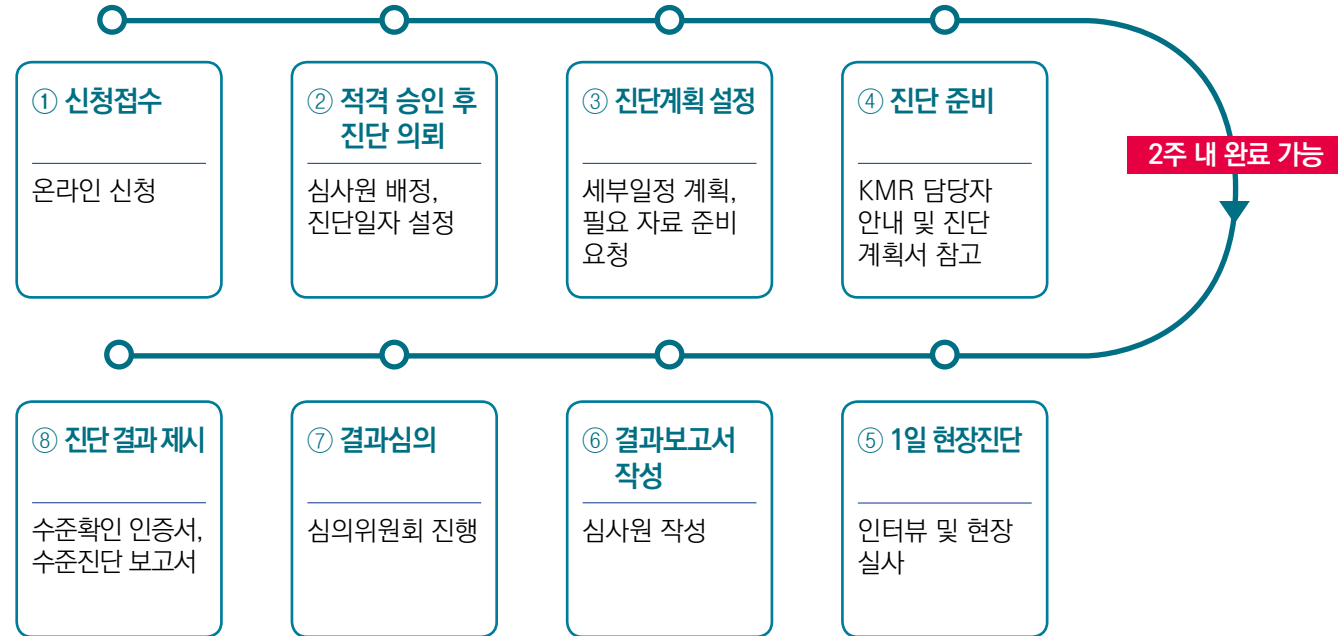 ① 신청접수
온라인 신청
② 적격 승인 후
진단 의뢰
심사원 배정,
진단일자 설정
③ 진단계획 설정
세부일정 계획,
필요 자료 준비
요청
④ 진단 준비
KMR 담당자
안내 및 진단
계획서 참고
2주 내 완료 가능
⑤ 1일 현장진단
인터뷰 및 현장
실사
⑥ 결과보고서
작성
심사원 작성
⑦ 결과심의
심의위원회 진행
⑧ 진단 결과 제시
수준확인 인증서,
수준진단 보고서